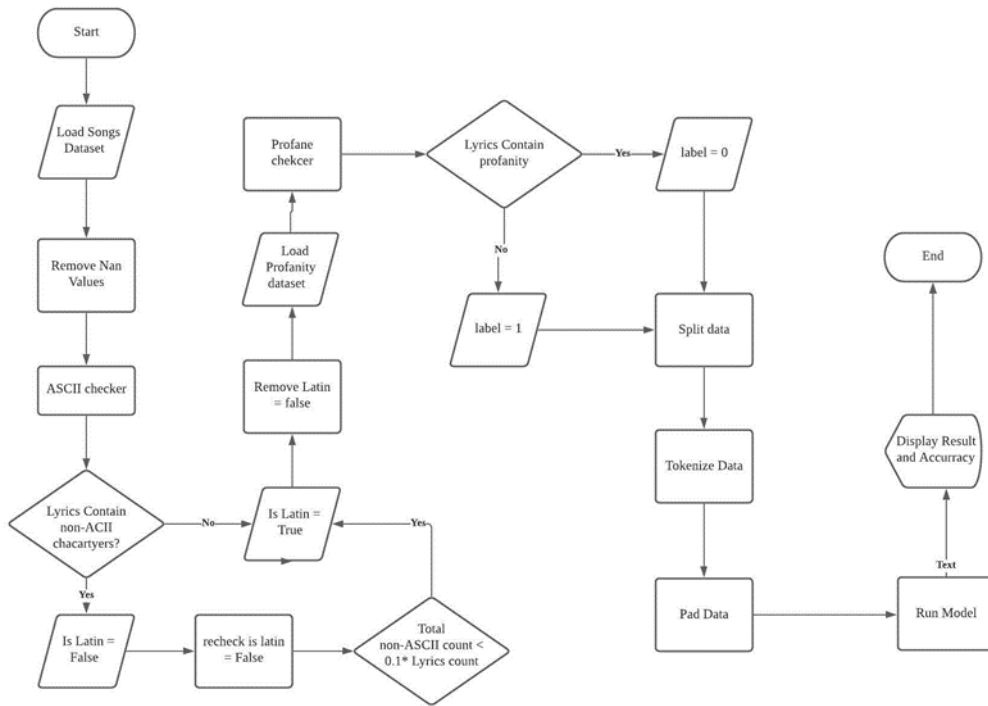 Start
Load Songs
Dataset
Remove Nan
Values
ASCII checker
Lyrics Contain
non-ACII
chacartyers?
No
Yes
Is Latin =
False
recheck is latin
= False
Total
non-ASCII count <
0.1* Lyrics count
Yes
Is Latin =
True
Remove Latin
= false
Load
Profanity
dataset
Profane
chekcer
Lyrics Contain
profanity
Yes
No
label = 0
label = 1
Split data
Tokenize Data
Pad Data
Run Model
Text
Display Result
and Accurracy
End